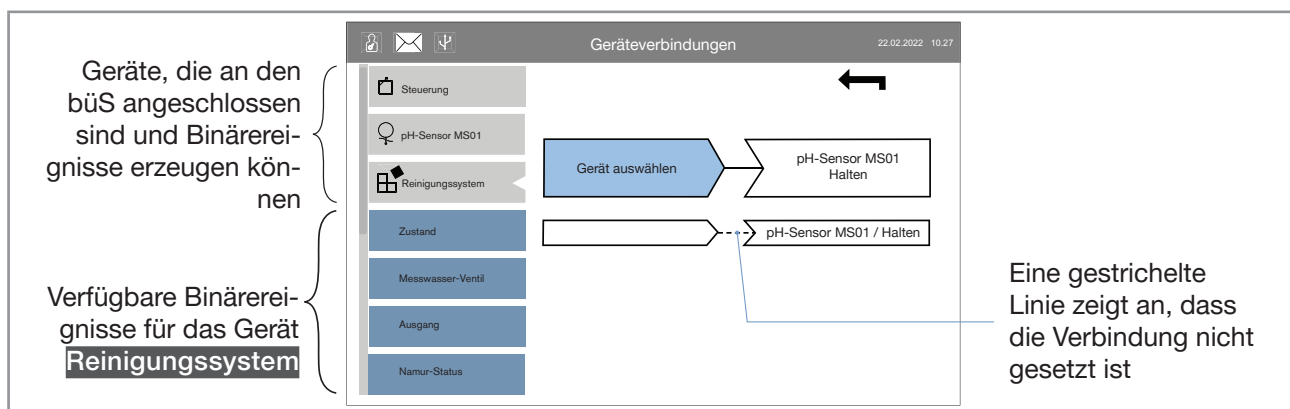 Geräteverbindungen
22.02.2022 10.27
Geräte, die an den
büS angeschlossen
sind und Binärerei-
gnisse erzeugen kön-
nen
Steuerung
pH-Sensor MS01
Reinigungssystem
Gerät auswählen
pH-Sensor MS01
Halten
Zustand
pH-Sensor MS01 / Halten
Messwasser-Ventil
Ausgang
Namur-Status
Verfügbare Binärerei-
gnisse für das Gerät
Reinigungssystem
Eine gestrichelte
Linie zeigt an, dass
die Verbindung nicht
gesetzt ist